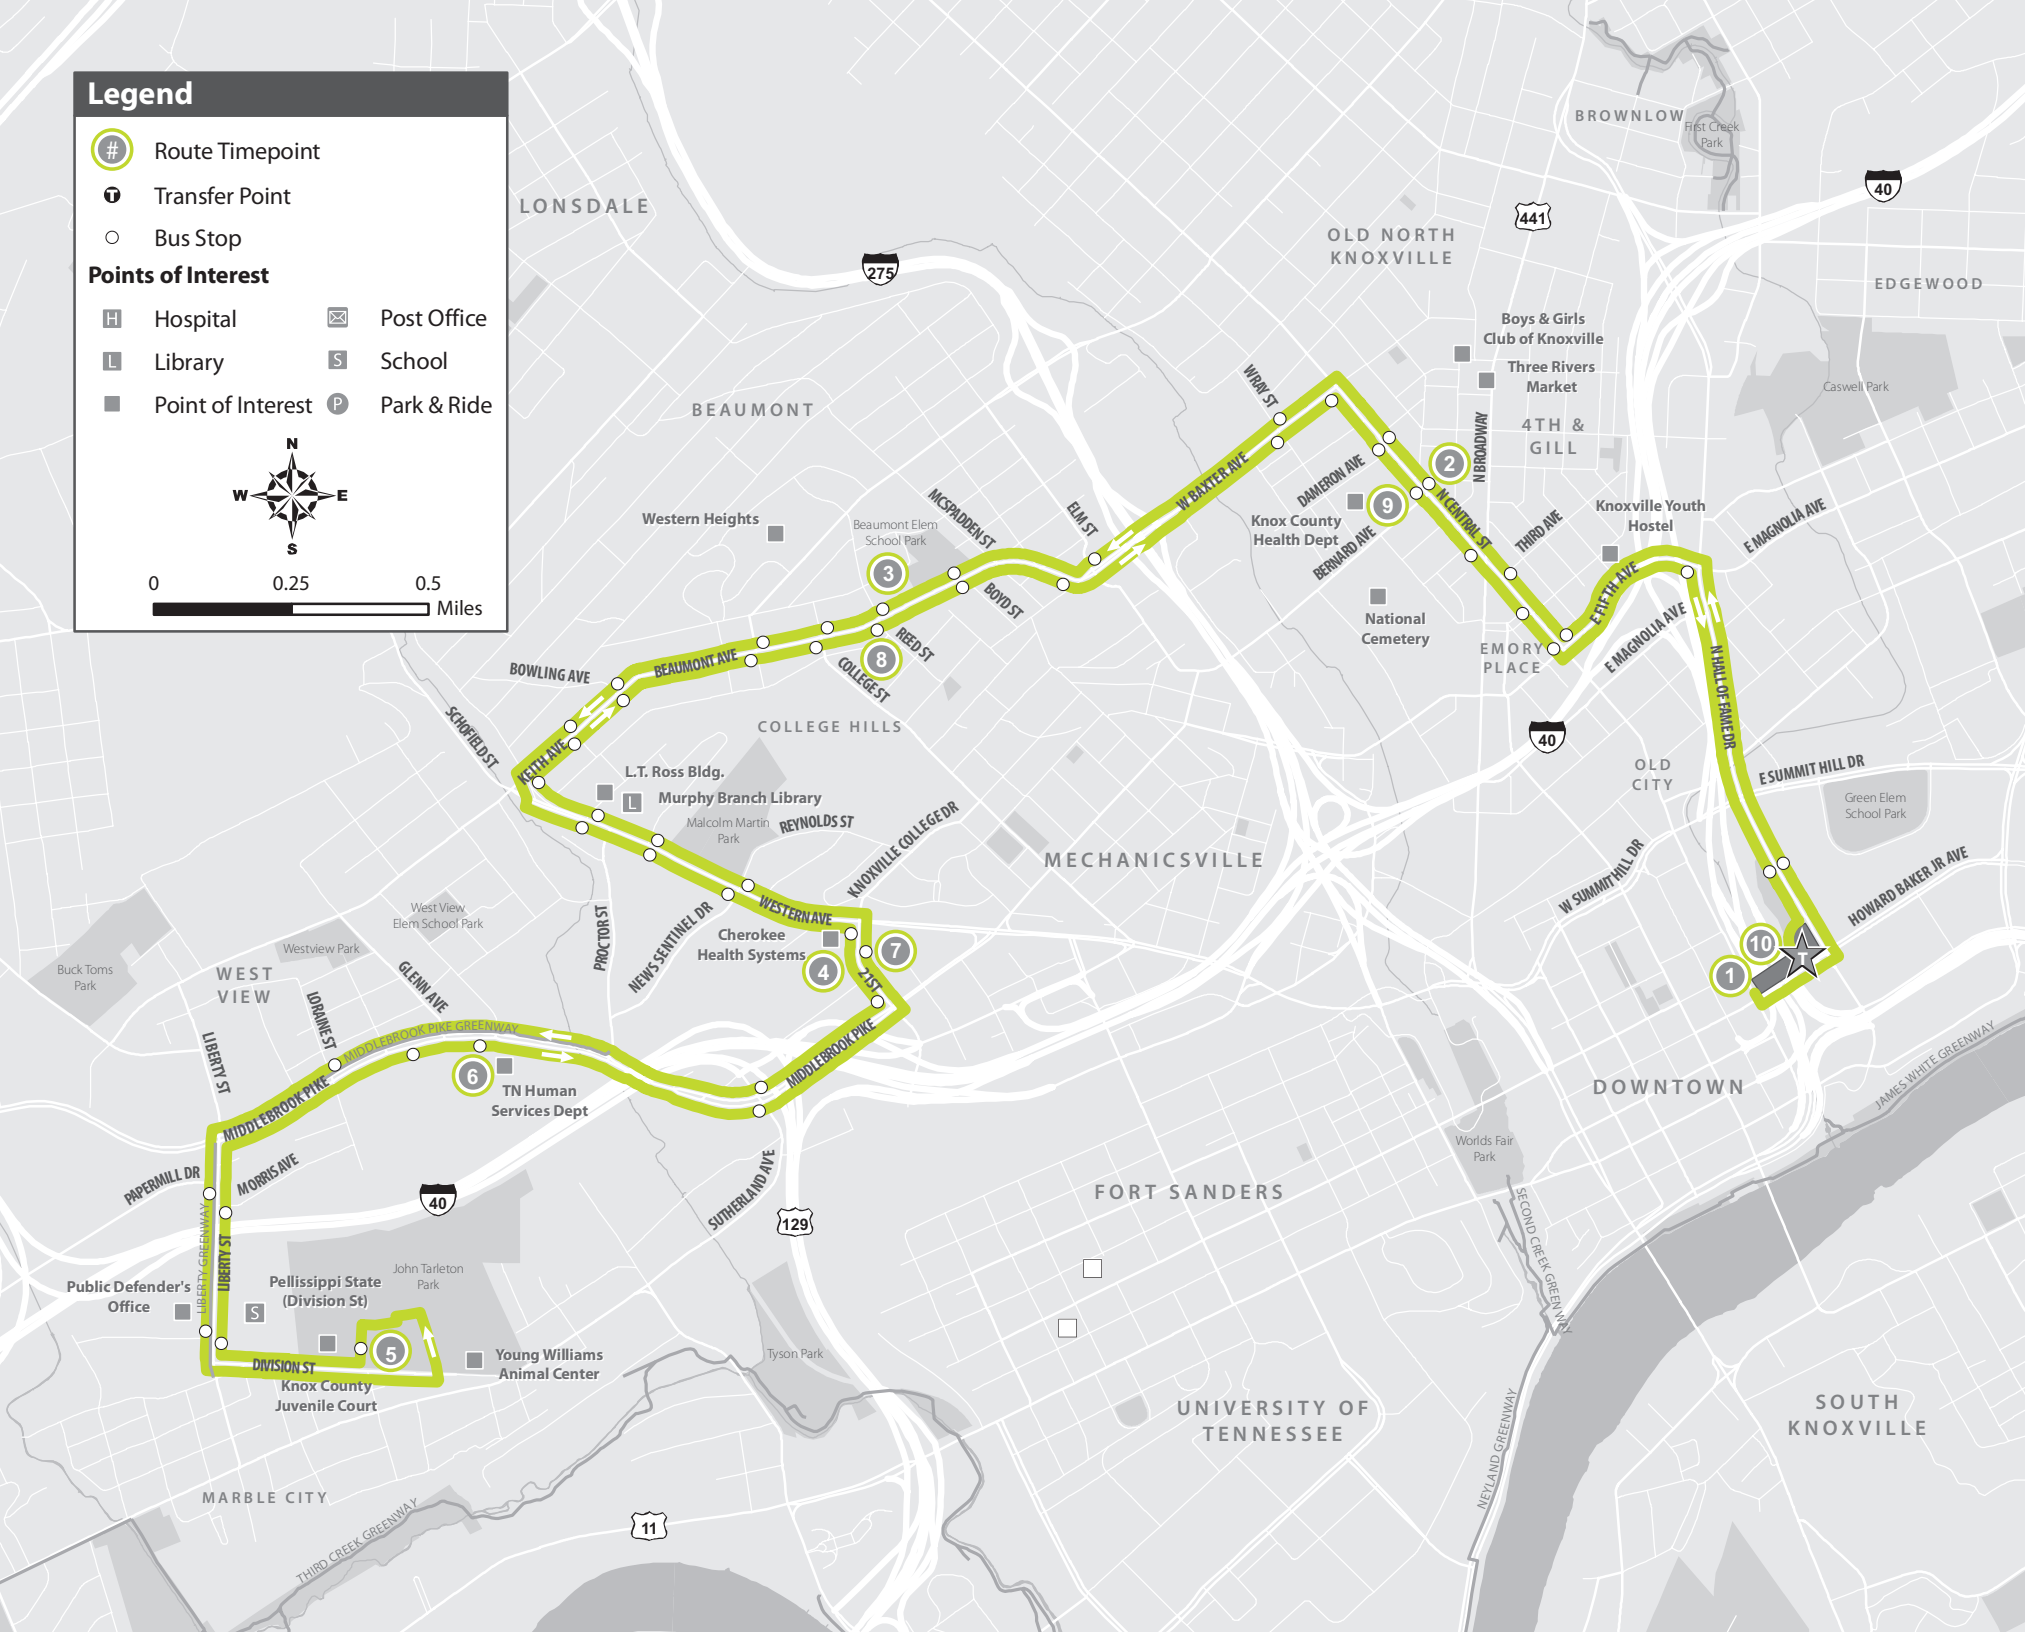 Legend
# Route Timepoint
T Transfer Point
Bus Stop
Points of Interest
H Hospital
Post Office
L Library
S School
Point of Interest
P Park & Ride
N
W E
S
0 0.25 0.5
Miles
LONSDALE
275
BROWNLOW
First Creek
Park
40
441
OLD NORTH
KNOXVILLE
EDGEWOOD
Boys & Girls
Club of Knoxville
Three Rivers
Market
Caswell Park
BEAUMONT
WRAY ST
4TH &
GILL
N BROADWAY
2
W BAXTER AVE
DAMERON AVE
9
N CENTRAL ST
Knox County
Health Dept
BERNARD AVE
THIRD AVE
Knoxville Youth
Hostel
E MAGNOLIA AVE
Western Heights
Beaumont Elem
School Park
MCSPADDEN ST
ELM ST
3
BOYD ST
National
Cemetery
E FIFTH AVE
E MAGNOLIA AVE
EMORY
PLACE
REED ST
8
COLLEGE ST
BEAUMONT AVE
BOWLING AVE
N HALL OF FAME DR
SCHOFIELD ST
COLLEGE HILLS
40
KEITH AVE
L.T. Ross Bldg.
L
Murphy Branch Library
Malcolm Martin
Park
REYNOLDS ST
KNOXVILLE COLLEGE DR
MECHANICSVILLE
OLD
CITY
E SUMMIT HILL DR
Green Elem
School Park
W SUMMIT HILL DR
HOWARD BAKER JR AVE
West View
Elem School Park
PROCTOR ST
NEWS SENTINEL DR
WESTERN AVE
Cherokee
Health Systems
4
7
21ST
10
T
1
Westview Park
Buck Toms
Park
WEST
VIEW
GLENN AVE
LORAINE ST
LIBERTY ST
MIDDLEBROOK PIKE GREENWAY
MIDDLEBROOK PIKE
MIDDLEBROOK PIKE
6
TN Human
Services Dept
DOWNTOWN
JAMES WHITE GREENWAY
Worlds Fair
Park
PAPERMILL DR
MORRIS AVE
40
SUTHERLAND AVE
129
FORT SANDERS
SECOND CREEK GREENWAY
LIBERTY GREENWAY
LIBERTY ST
Public Defender's
Office
Pellissippi State
(Division St)
S
John Tarleton
Park
5
DIVISION ST
Knox County
Juvenile Court
Young Williams
Animal Center
Tyson Park
UNIVERSITY OF
TENNESSEE
NEYLAND GREENWAY
SOUTH
KNOXVILLE
MARBLE CITY
THIRD CREEK GREENWAY
11